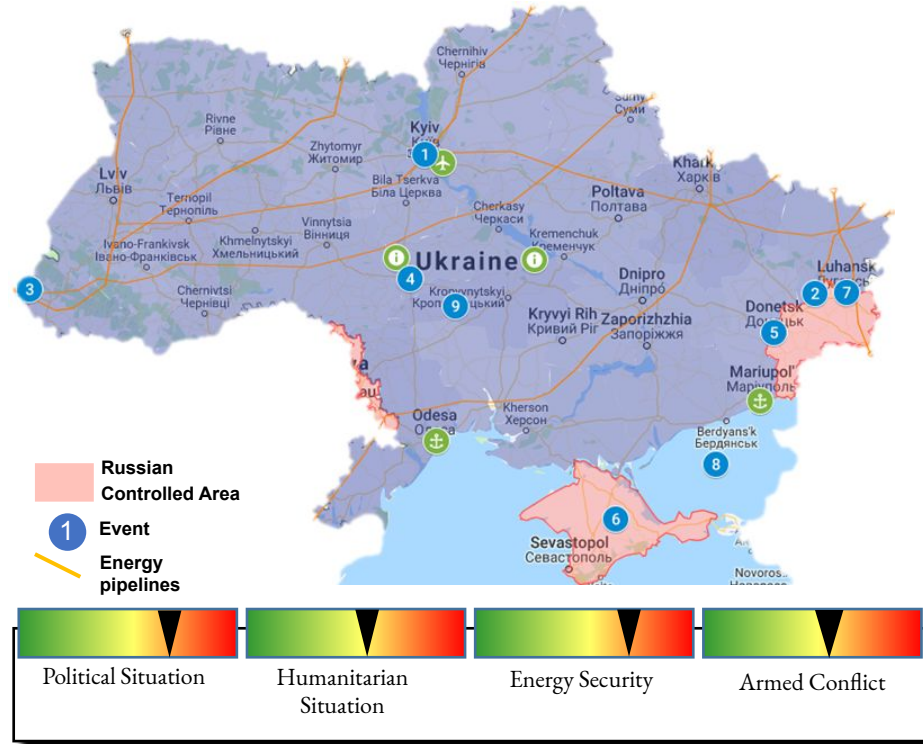 Chernihiv
Чернігів
Суми
Rivne
Рівне
Kyiv
1
Zhytomyr
Житомир
Lviv
Львів
Bila Tserkva
Біла Церква
Khark
Харків
Ternopil
Тернопіль
Poltava
Полтава
Cherkasy
Черкаси
Vinnytsia
Вінниця
Khmelnytskyi
Хмельницький
Ivano-Frankivsk
Івано-Франківськ
Kremenchuk
Кременчук
Ukraine
Luhansk
3
4
2
7
Chernivtsi
Чернівці
Dnipro
Дніпро
9
Donetsk
5
Kryvyi Rih
Кривий Ріг
Zaporizhzhia
Запоріжжя
Mariupol'
Маріуполь
Odesa
Kherson
Херсон
Berdyans'k
Бердянськ
8
6
Sevastopol
Севастополь
Novoros
Russian
Controlled Area
1 Event
Energy
pipelines
Political Situation
Humanitarian
Situation
Energy Security
Armed Conflict